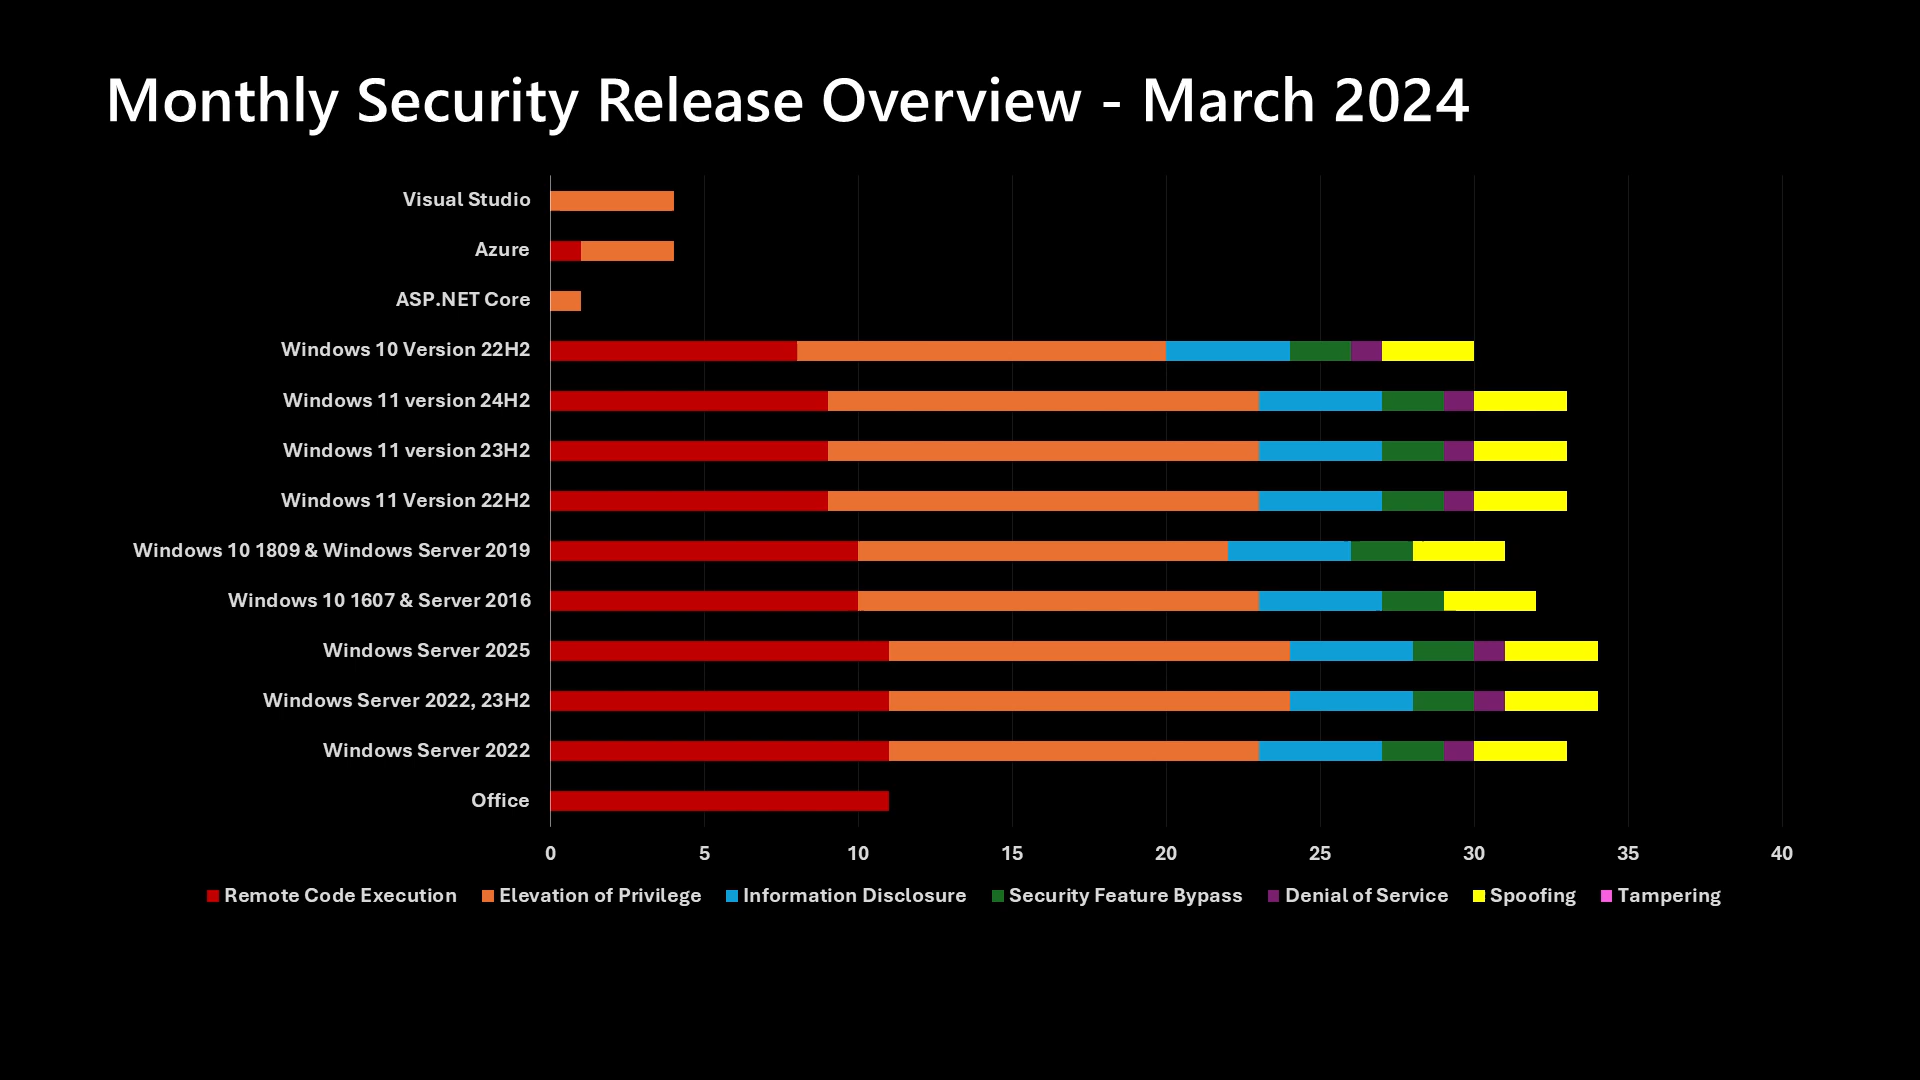 Monthly Security Release Overview - March 2024
Visual Studio
Azure
ASP.NET Core
Windows 10 Version 22H2
Windows 11 version 24H2
Windows 11 version 23H2
Windows 11 Version 22H2
Windows 10 1809 & Windows Server 2019
Windows 10 1607 & Server 2016
Windows Server 2025
Windows Server 2022, 23H2
Windows Server 2022
Office
0 5 10 15 20 25 30 35 40
Remote Code Execution Elevation of Privilege Information Disclosure Security Feature Bypass Denial of Service Spoofing Tampering